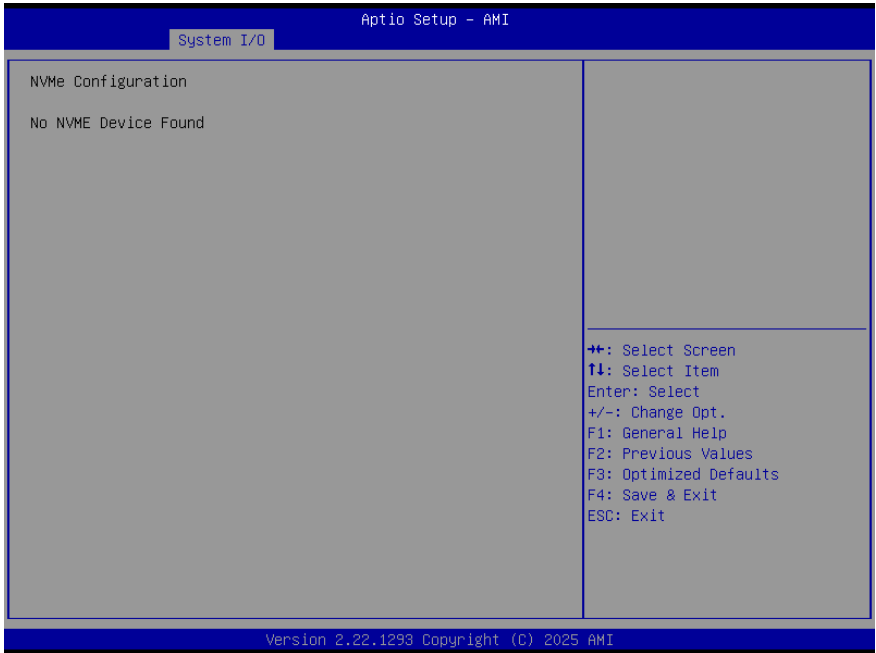 Aptio Setup – AMI
System I/O
NVMe Configuration
No NVME Device Found
→←: Select Screen
↑↓: Select Item
Enter: Select
+/-: Change Opt.
F1: General Help
F2: Previous Values
F3: Optimized Defaults
F4: Save & Exit
ESC: Exit
Version 2.22.1293 Copyright (C) 2025 AMI